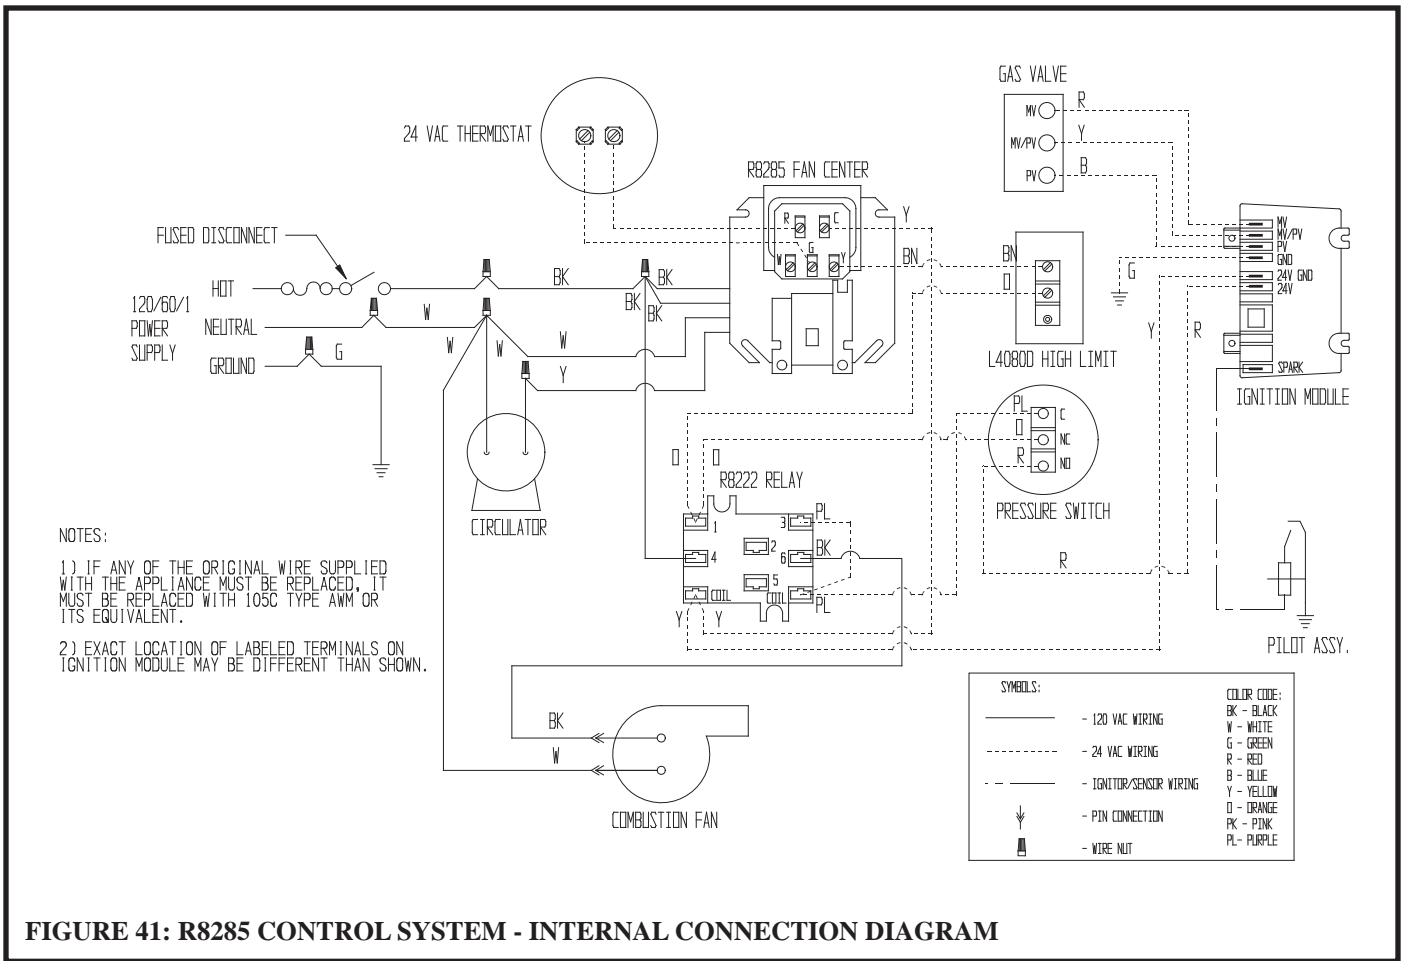 GAS VALVE
MV
R
MV/PV
Y
PV
B
24 VAC THERMOSTAT
R8285 FAN CENTER
R
C
G
W
Y
Y
BN
BN
O
FUSED DISCONNECT
HOT
120/60/1
POWER
SUPPLY
NEUTRAL
GROUND
BK
BK
BK
BK
W
G
W
W
W
Y
L4080D HIGH LIMIT
MV
MV/PV
PV
GND
24V GND
24V
SPARK
IGNITION MODULE
G
Y
R
PL
C
O
NC
R
NO
PRESSURE SWITCH
CIRCULATOR
O
O
R8222 RELAY
1
3
PL
2
4
6
BK
5
COIL
COIL
PL
Y
Y
R
PILOT ASSY.
NOTES:
1) IF ANY OF THE ORIGINAL WIRE SUPPLIED
WITH THE APPLIANCE MUST BE REPLACED, IT
MUST BE REPLACED WITH 105C TYPE AWM OR
ITS EQUIVALENT.
2) EXACT LOCATION OF LABELED TERMINALS ON
IGNITION MODULE MAY BE DIFFERENT THAN SHOWN.
BK
W
COMBUSTION FAN
SYMBOLS:
- 120 VAC WIRING
- 24 VAC WIRING
- IGNITOR/SENSOR WIRING
- PIN CONNECTION
- WIRE NUT
COLOR CODE:
BK - BLACK
W - WHITE
G - GREEN
R - RED
B - BLUE
Y - YELLOW
O - ORANGE
PK - PINK
PL- PURPLE
FIGURE 41: R8285 CONTROL SYSTEM - INTERNAL CONNECTION DIAGRAM